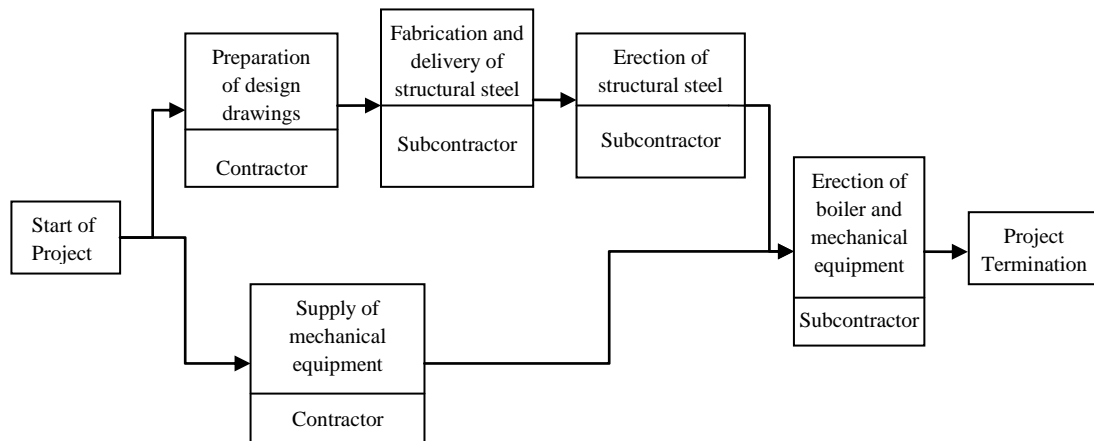 Start of
Project
Preparation
of design
drawings
Contractor
Fabrication and
delivery of
structural steel
Subcontractor
Erection of
structural steel
Subcontractor
Supply of
mechanical
equipment
Contractor
Erection of
boiler and
mechanical
equipment
Subcontractor
Project
Termination